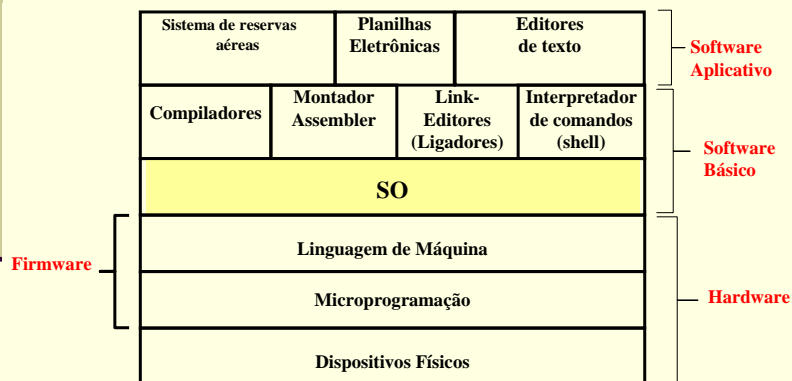 Sistema de reservas
aéreas
Planilhas
Eletrônicas
Editores
de texto
Software
Aplicativo
Compiladores
Montador
Assembler
Link-
Editores
(Ligadores)
Interpretador
de comandos
(shell)
Software
Básico
SO
Linguagem de Máquina
Firmware
Microprogramação
Hardware
Dispositivos Físicos